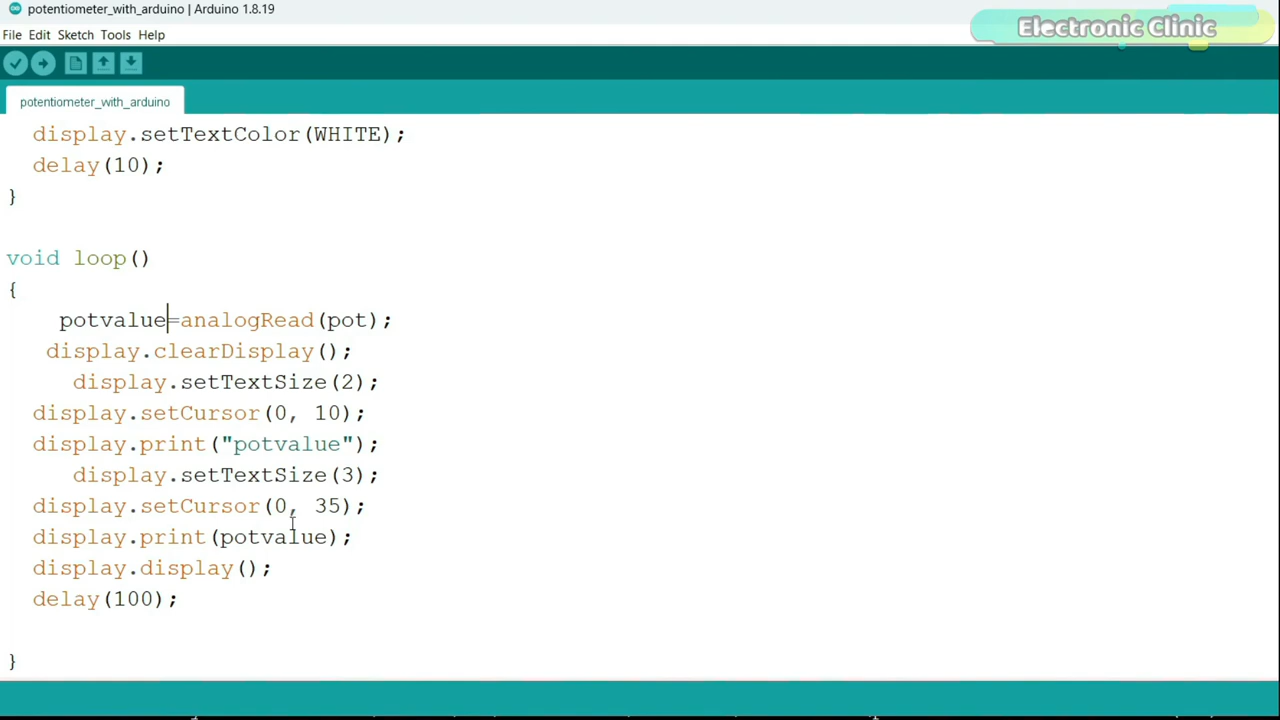 potentiometer_with_arduino | Arduino 1.8.19
Electronic Clinic
File Edit Sketch Tools Help
potentiometer_with_arduino
display.setTextColor(WHITE);
delay(10);
}
void loop()
{
potvalue=analogRead(pot);
display.clearDisplay();
display.setTextSize(2);
display.setCursor(0, 10);
display.print("potvalue");
display.setTextSize(3);
display.setCursor(0, 35);
display.print(potvalue);
display.display();
delay(100);
}